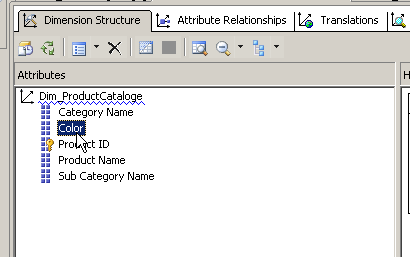 Dimension Structure Attribute Relationships Translations
Attributes H
Dim_ProductCataloge
Category Name
Color
Product ID
Product Name
Sub Category Name